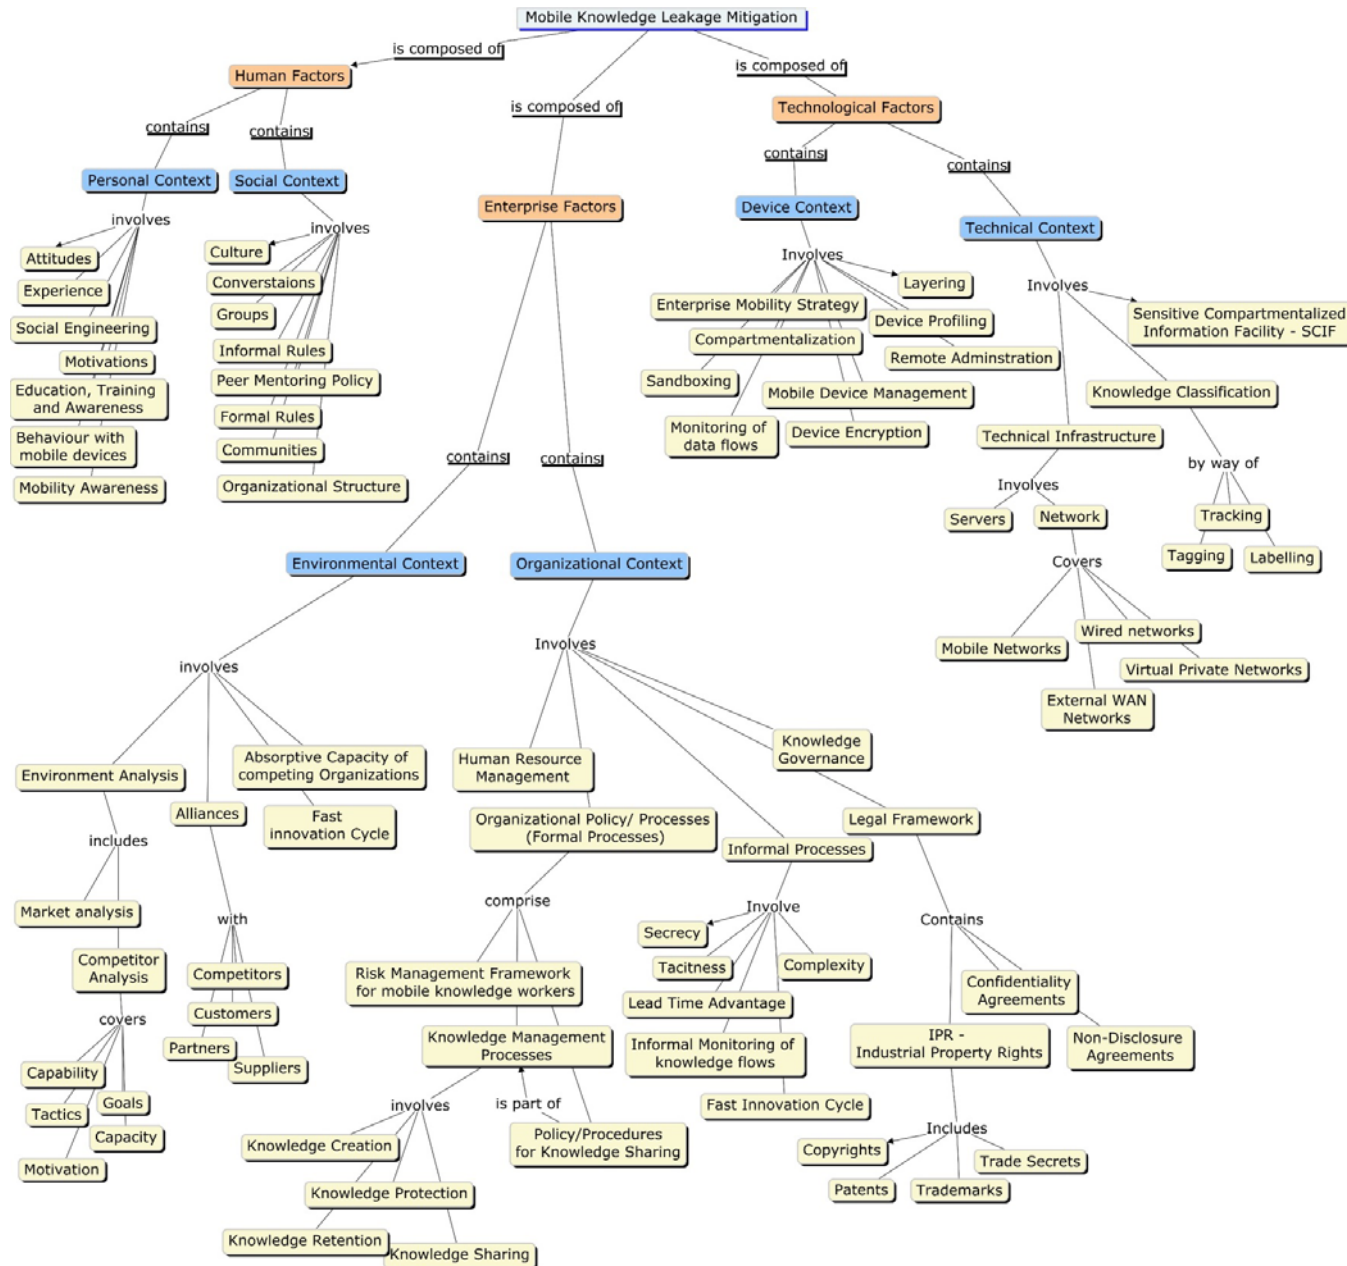 Mobile Knowledge Leakage Mitigation
is composed of
is composed of
is composed of
Human Factors
Technological Factors
Enterprise Factors
contains
contains
Personal Context
Social Context
involves
Attitudes
Experience
Social Engineering
Motivations
Education, Training
and Awareness
Behaviour with
mobile devices
Mobility Awareness
involves
Culture
Converstaions
Groups
Informal Rules
Peer Mentoring Policy
Formal Rules
Communities
Organizational Structure
contains
contains
Device Context
Technical Context
Involves
Layering
Enterprise Mobility Strategy
Device Profiling
Compartmentalization
Remote Adminstration
Sandboxing
Mobile Device Management
Monitoring of
data flows
Device Encryption
Involves
Sensitive Compartmentalized
Information Facility - SCIF
Knowledge Classification
Technical Infrastructure
by way of
Tracking
Tagging
Labelling
Involves
Servers
Network
Covers
Mobile Networks
Wired networks
Virtual Private Networks
External WAN
Networks
contains
contains
Environmental Context
Organizational Context
involves
Environment Analysis
Alliances
Absorptive Capacity of
competing Organizations
Fast
innovation Cycle
includes
Market analysis
Competitor
Analysis
covers
Capability
Tactics
Goals
Capacity
Motivation
with
Competitors
Customers
Partners
Suppliers
Involves
Human Resource
Management
Organizational Policy/ Processes
(Formal Processes)
Informal Processes
Knowledge
Governance
Legal Framework
comprise
Risk Management Framework
for mobile knowledge workers
Knowledge Management
Processes
is part of
Policy/Procedures
for Knowledge Sharing
involves
Knowledge Creation
Knowledge Protection
Knowledge Retention
Knowledge Sharing
Involve
Secrecy
Tacitness
Complexity
Lead Time Advantage
Informal Monitoring of
knowledge flows
Fast Innovation Cycle
Contains
Confidentiality
Agreements
Non-Disclosure
Agreements
IPR -
Industrial Property Rights
Includes
Copyrights
Patents
Trademarks
Trade Secrets